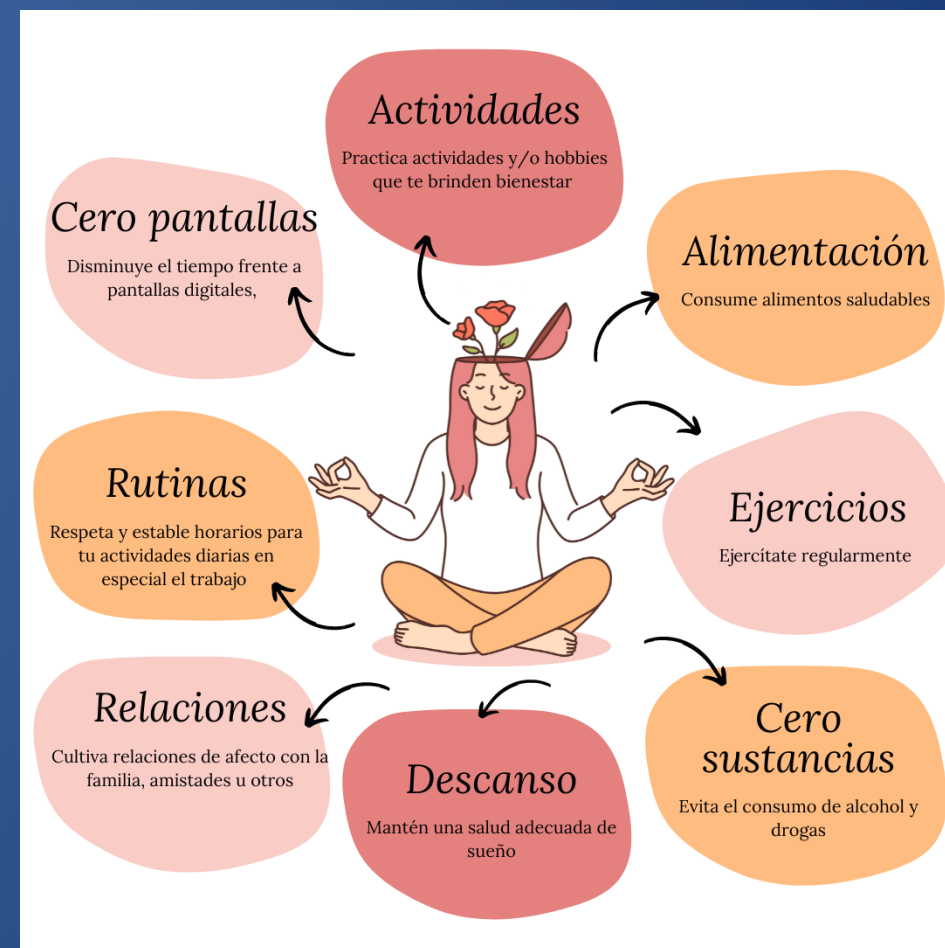 Actividades
Practica actividades y/o hobbies
que te brinden bienestar
Cero pantallas
Disminuye el tiempo frente a
pantallas digitales,
Alimentación
Consume alimentos saludables
Rutinas
Respeta y estable horarios para
tu actividades diarias en
especial el trabajo
Ejercicios
Ejercítate regularmente
Relaciones
Cultiva relaciones de afecto con la
familia, amistades u otros
Descanso
Mantén una salud adecuada de
sueño
Cero
sustancias
Evita el consumo de alcohol y
drogas